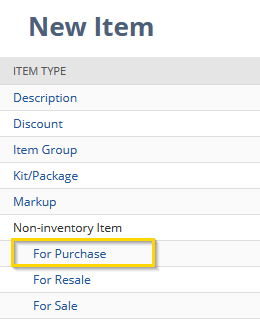 New Item
ITEM TYPE
Description
Discount
Item Group
Kit/Package
Markup
Non-inventory Item
For Purchase
For Resale
For Sale